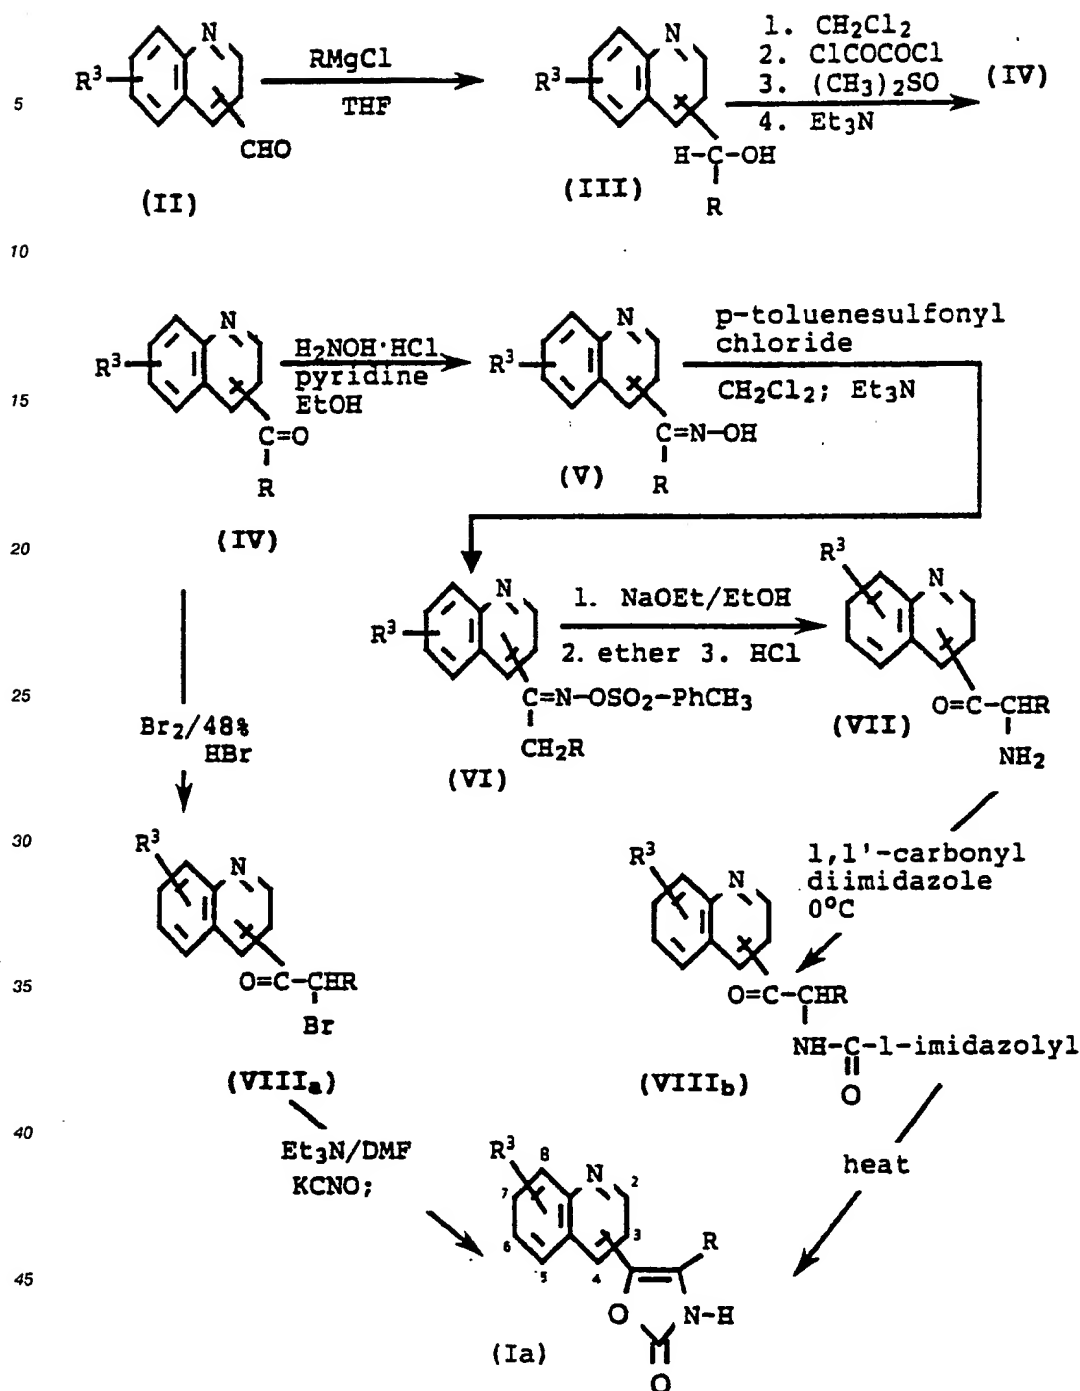 N
R³
CHO
(II)
RMgCl
THF
N
R³
H-C-OH
R
(III)
1. CH₂Cl₂
2. ClCOCOCl
3. (CH₃)₂SO
4. Et₃N
(IV)
5
10
N
R³
C=O
R
(IV)
H₂NOH·HCl
pyridine
EtOH
N
R³
C=N-OH
R
(V)
p-toluenesulfonyl
chloride
CH₂Cl₂; Et₃N
15
20
Br₂/48%
HBr
N
R³
C=N-OSO₂-PhCH₃
CH₂R
(VI)
1. NaOEt/EtOH
2. ether 3. HCl
R³
N
O=C-CHR
NH₂
(VII)
25
30
R³
N
O=C-CHR
Br
(VIIIa)
1,1'-carbonyl
diimidazole
0°C
R³
N
O=C-CHR
NH-C-1-imidazolyl
O
(VIIIb)
35
40
Et₃N/DMF
KCNO;
heat
R³
8
N
2
7
3
6
5
4
R
O
N-H
O
(Ia)
45